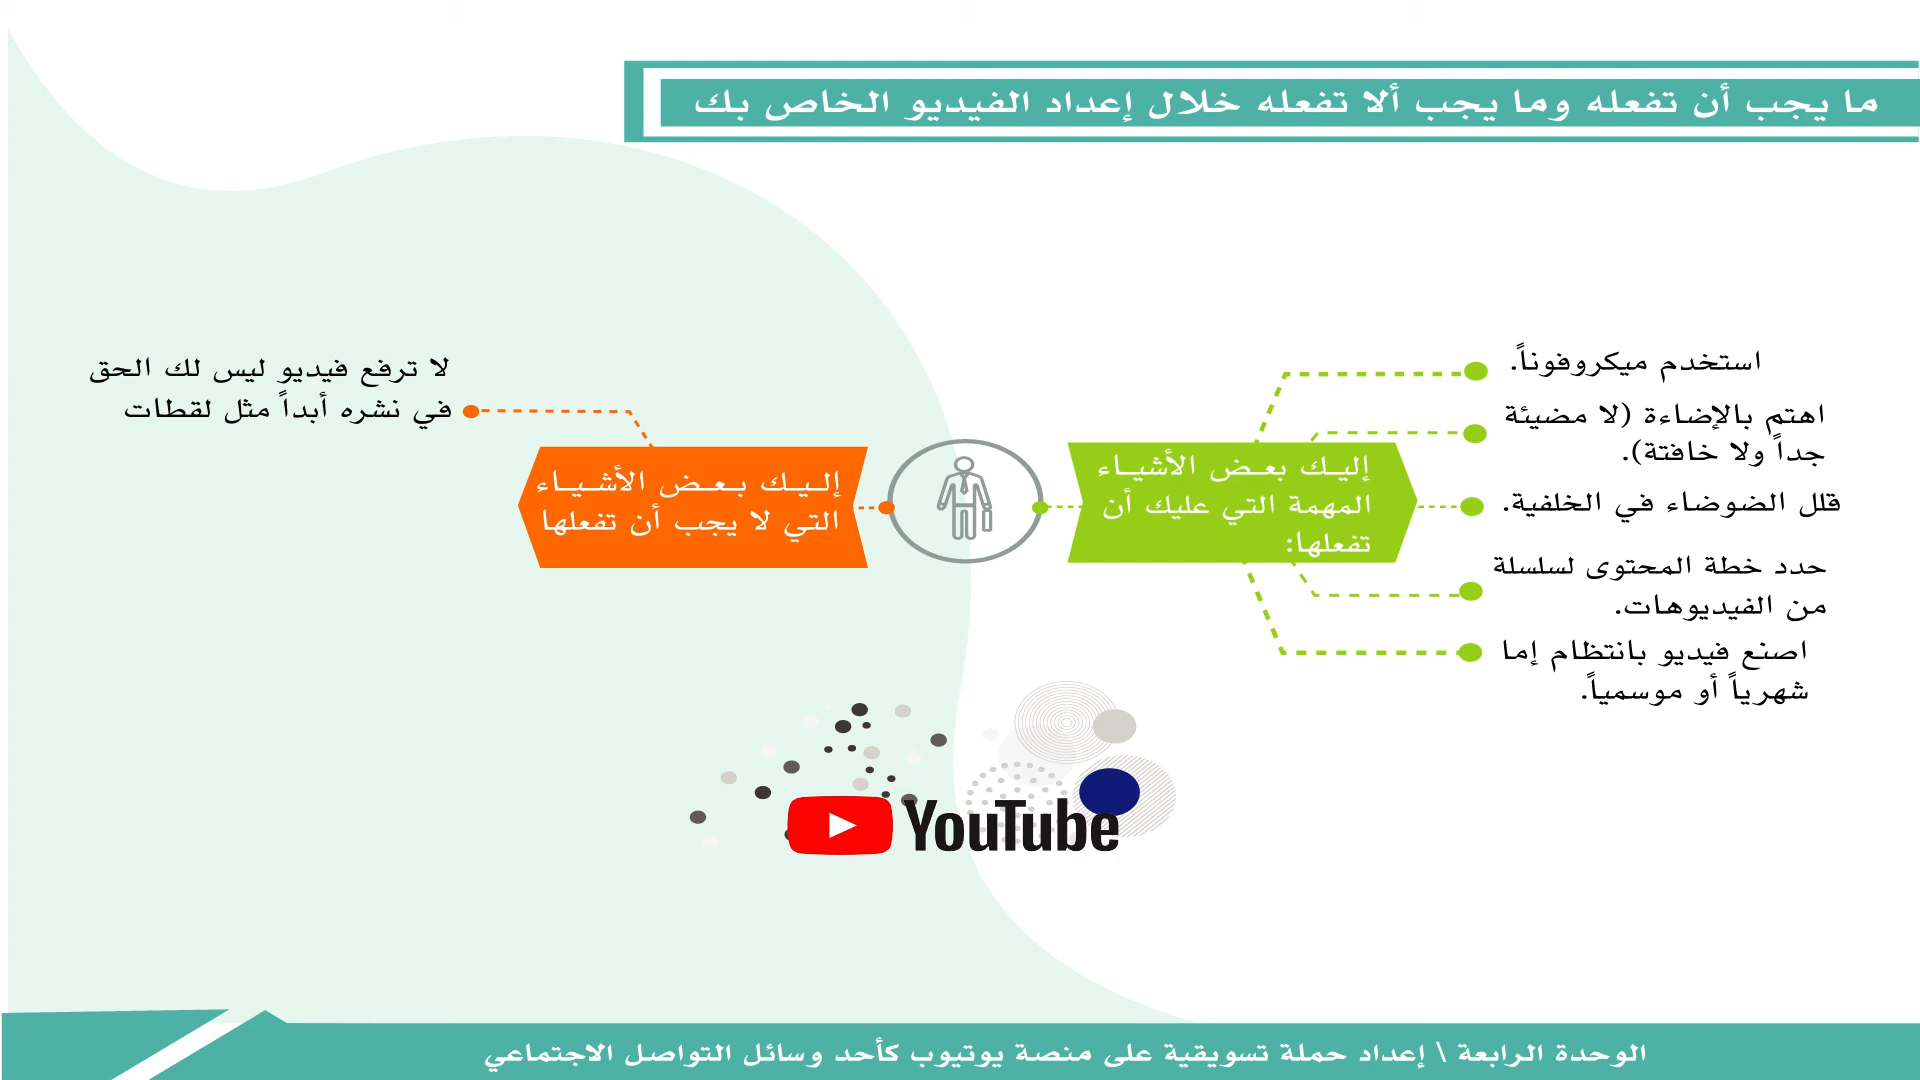 ما يجب أن تفعله وما يجب ألا تفعله خلال إعداد الفيديو الخاص بك
إليك بعض الأشياء
المهمة التي عليك أن
تفعلها:
استخدم ميكروفوناً.
اهتم بالإضاءة (لا مضيئة
جداً ولا خافتة).
قلل الضوضاء في الخلفية.
حدد خطة المحتوى لسلسلة
من الفيديوهات.
اصنع فيديو بانتظام إما
شهرياً أو موسمياً.
إليك بعض الأشياء
التي لا يجب أن تفعلها
لا ترفع فيديو ليس لك الحق
في نشره أبداً مثل لقطات
YouTube
الوحدة الرابعة \ إعداد حملة تسويقية على منصة يوتيوب كأحد وسائل التواصل الاجتماعي